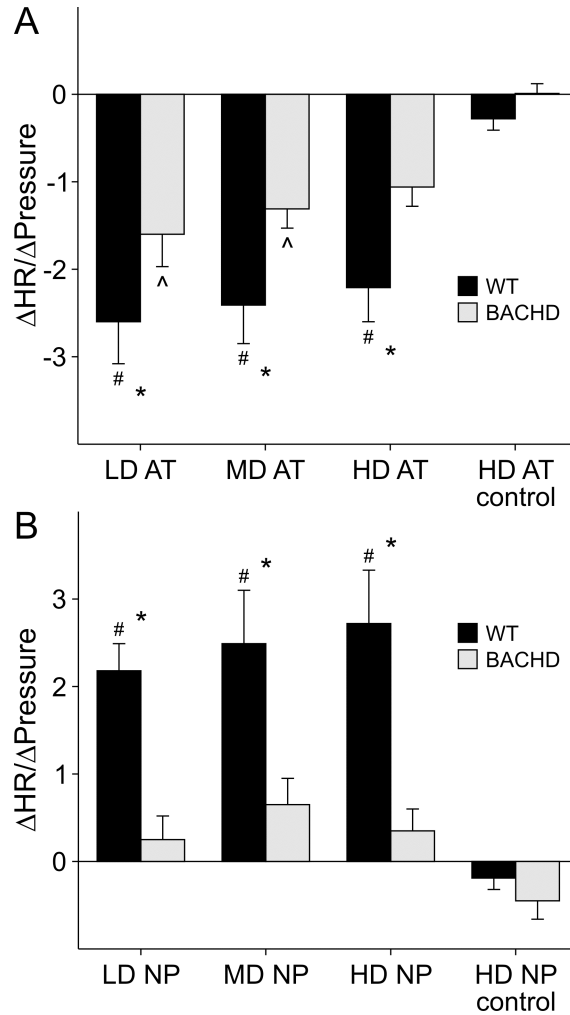 A
ΔHR/ΔPressure
0
-1
-2
-3
^
^
# *
# *
# *
WT
BACHD
LD AT
MD AT
HD AT
HD AT
control
B
ΔHR/ΔPressure
3
2
1
0
# *
# *
# *
WT
BACHD
LD NP
MD NP
HD NP
HD NP
control